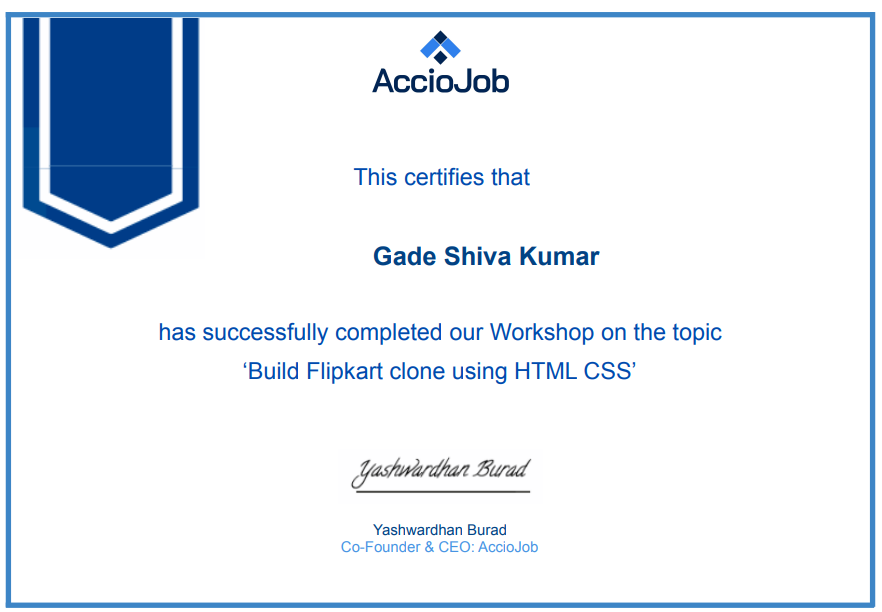 AccioJob
This certifies that
Gade Shiva Kumar
has successfully completed our Workshop on the topic
‘Build Flipkart clone using HTML CSS’
Yashwardhan Burad
Yashwardhan Burad
Co-Founder & CEO: AccioJob